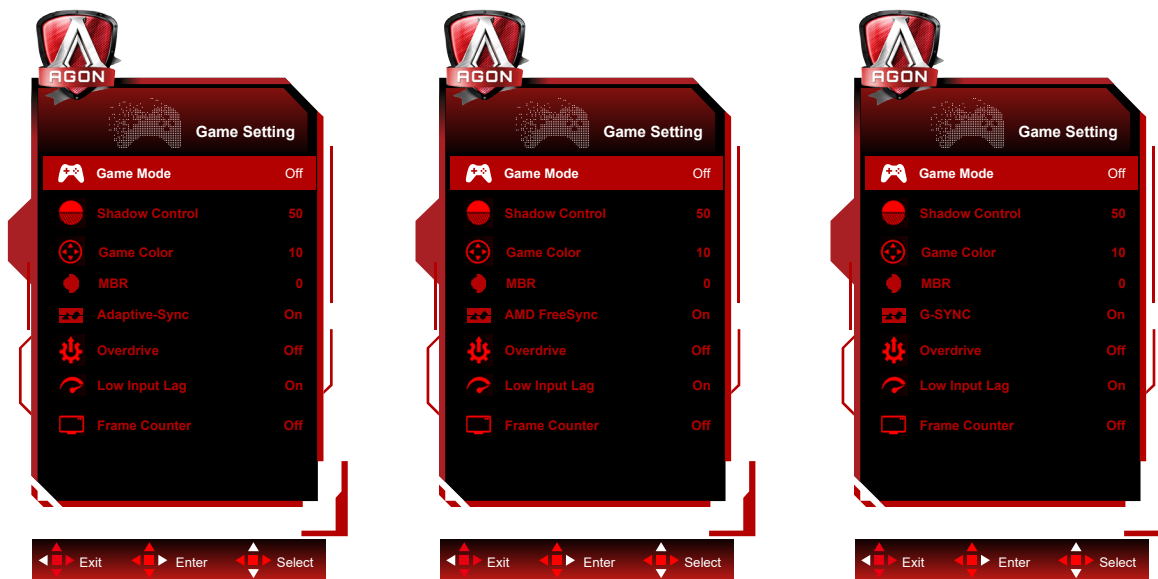 AGON
Game Setting
Game Mode Off
Shadow Control 50
Game Color 10
MBR 0
Adaptive-Sync On
Overdrive Off
Low Input Lag On
Frame Counter Off
Exit Enter Select
AGON
Game Setting
Game Mode Off
Shadow Control 50
Game Color 10
MBR 0
AMD FreeSync On
Overdrive Off
Low Input Lag On
Frame Counter Off
Exit Enter Select
AGON
Game Setting
Game Mode Off
Shadow Control 50
Game Color 10
MBR 0
G-SYNC On
Overdrive Off
Low Input Lag On
Frame Counter Off
Exit Enter Select